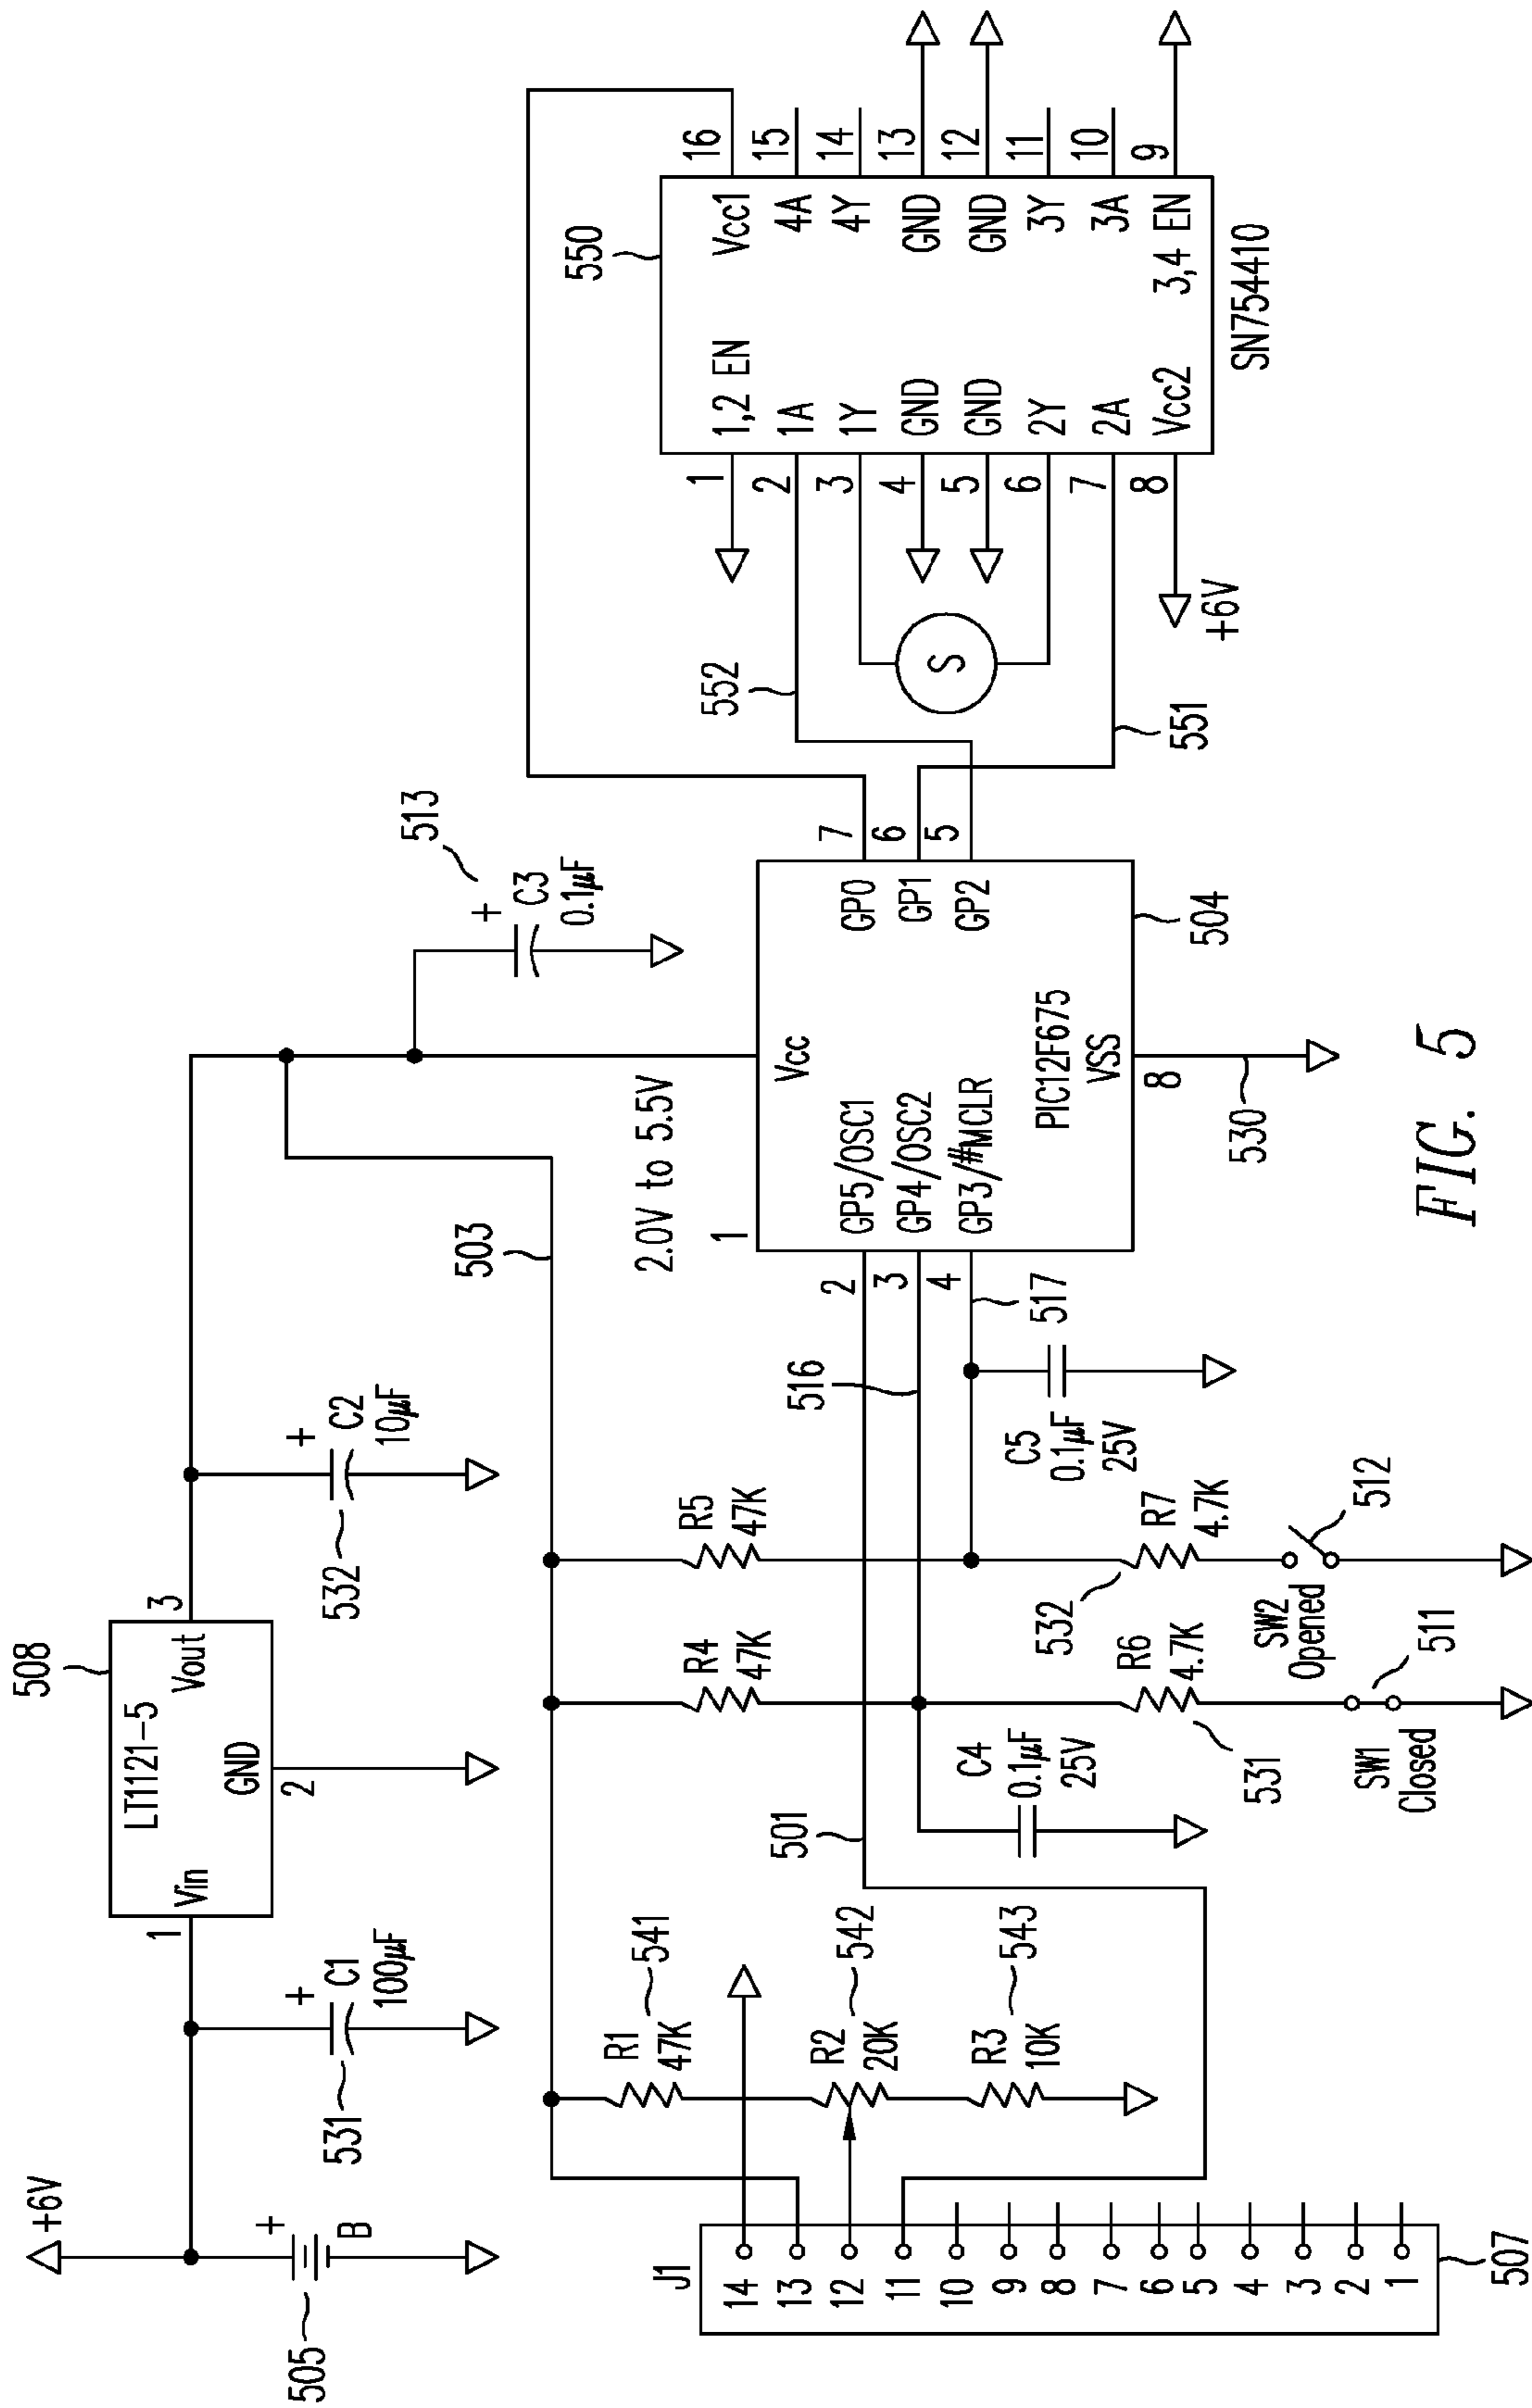 +6V
505
+
B
531
+
C1
100µF
508
1
Vin
LT1121-5
GND
2
Vout
3
532
+
C2
10µF
503
513
+
C3
0.1µF
J1
14
13
12
11
10
9
8
7
6
5
4
3
2
1
507
R1
47K
541
R2
20K
542
R3
10K
543
501
R4
47K
R5
47K
C4
0.1µF
25V
516
517
C5
0.1µF
25V
531
R6
4.7K
532
R7
4.7K
SW1
Closed
511
SW2
Opened
512
2.0V to 5.5V
1
Vcc
2
GP5/OSC1
3
GP4/OSC2
4
GP3/#MCLR
GP0
7
GP1
6
GP2
5
PIC12F675
VSS
8
504
530
552
551
S
550
1
1,2 EN
2
1A
3
1Y
4
GND
5
GND
6
2Y
7
2A
8
Vcc2
+6V
Vcc1
16
4A
15
4Y
14
GND
13
GND
12
3Y
11
3A
10
3,4 EN
9
SN754410
FIG. 5